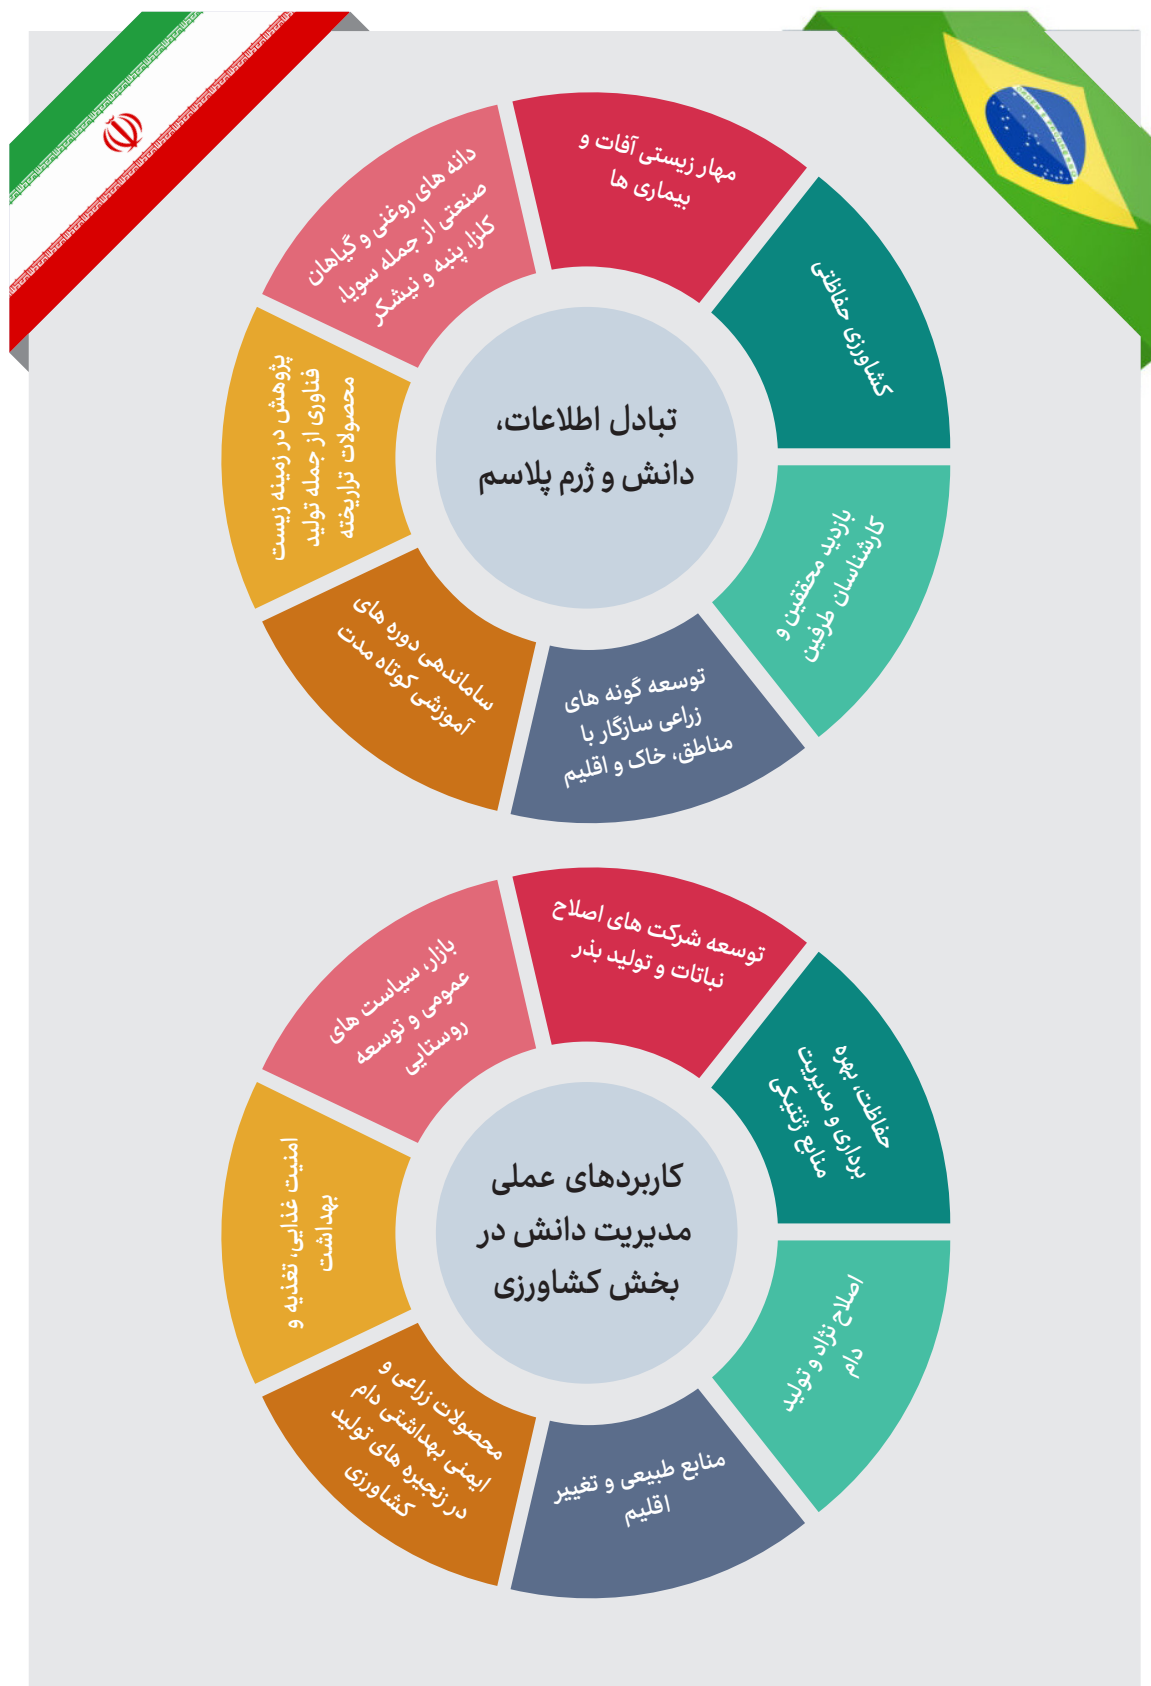 مهار زیستی آفات و
بیماری ها
کشاورزی حفاظتی
بازدید محققین و
کارشناسان طرفین
توسعه گونه های
زراعی سازگار با
مناطق، خاک و اقلیم
ساماندهی دوره های
آموزشی کوتاه مدت
پژوهش در زمینه زیست
فناوری از جمله تولید
محصولات تراریخته
دانه های روغنی و گیاهان
صنعتی از جمله سویا،
کلزا، پنبه و نیشکر
تبادل اطلاعات،
دانش و ژرم پلاسم
توسعه شرکت های اصلاح
نباتات و تولید بذر
حفاظت، بهره
برداری و مدیریت
منابع ژنتیکی
اصلاح نژاد و تولید
دام
منابع طبیعی و تغییر
اقلیم
محصولات زراعی و
ایمنی بهداشتی دام
در زنجیره های تولید
کشاورزی
امنیت غذایی، تغذیه و
بهداشت
بازار، سیاست های
عمومی و توسعه
روستایی
کاربردهای عملی
مدیریت دانش در
بخش کشاورزی